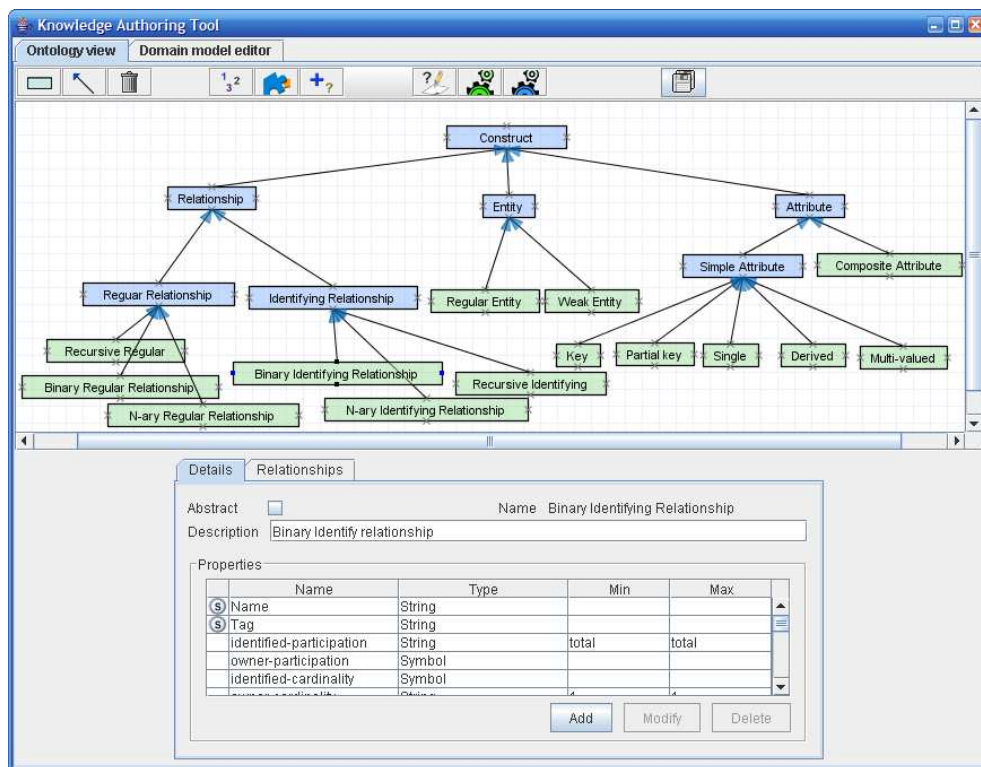 Knowledge Authoring Tool
Ontology view Domain model editor
Construct
Relationship Entity Attribute
Simple Attribute Composite Attribute
Reguar Relationship Identifying Relationship Regular Entity Weak Entity
Recursive Regular Key Partial key Single Derived Multi-valued
Binary Regular Relationship Binary Identifying Relationship Recursive Identifying
N-ary Regular Relationship N-ary Identifying Relationship
Details Relationships
Abstract Name Binary Identifying Relationship
Description Binary Identify relationship
Properties
Name Type Min Max
S Name String
S Tag String
identified-participation String total total
owner-participation Symbol
identified-cardinality Symbol
Add Modify Delete